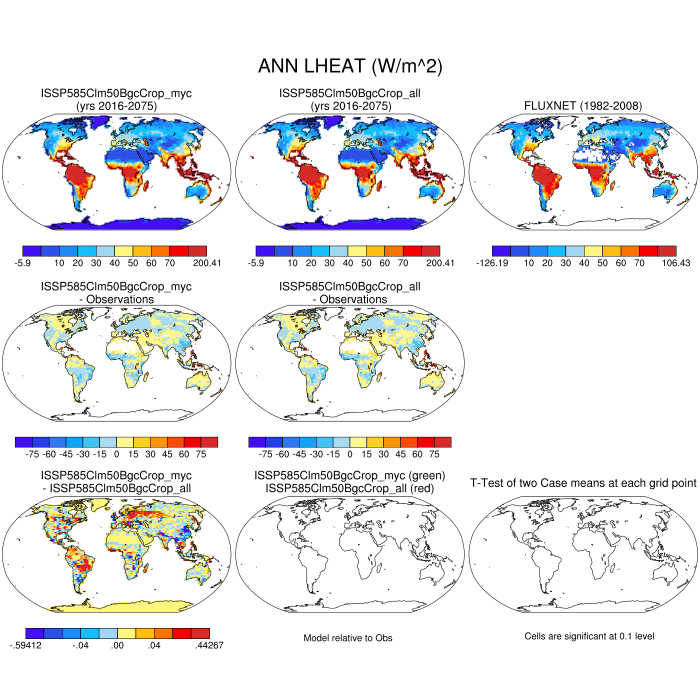 ANN LHEAT (W/m^2)
ISSP585Clm50BgcCrop_myc
(yrs 2016-2075)
ISSP585Clm50BgcCrop_all
(yrs 2016-2075)
FLUXNET (1982-2008)
-5.9 10 20 30 40 50 60 70 200.41
-5.9 10 20 30 40 50 60 70 200.41
-126.19 10 20 30 40 50 60 70 106.43
ISSP585Clm50BgcCrop_myc
- Observations
ISSP585Clm50BgcCrop_all
- Observations
-75 -60 -45 -30 -15 0 15 30 45 60 75
-75 -60 -45 -30 -15 0 15 30 45 60 75
ISSP585Clm50BgcCrop_myc
- ISSP585Clm50BgcCrop_all
ISSP585Clm50BgcCrop_myc (green)
ISSP585Clm50BgcCrop_all (red)
T-Test of two Case means at each grid point
-.59412 -.04 .00 .04 .44267
Model relative to Obs
Cells are significant at 0.1 level